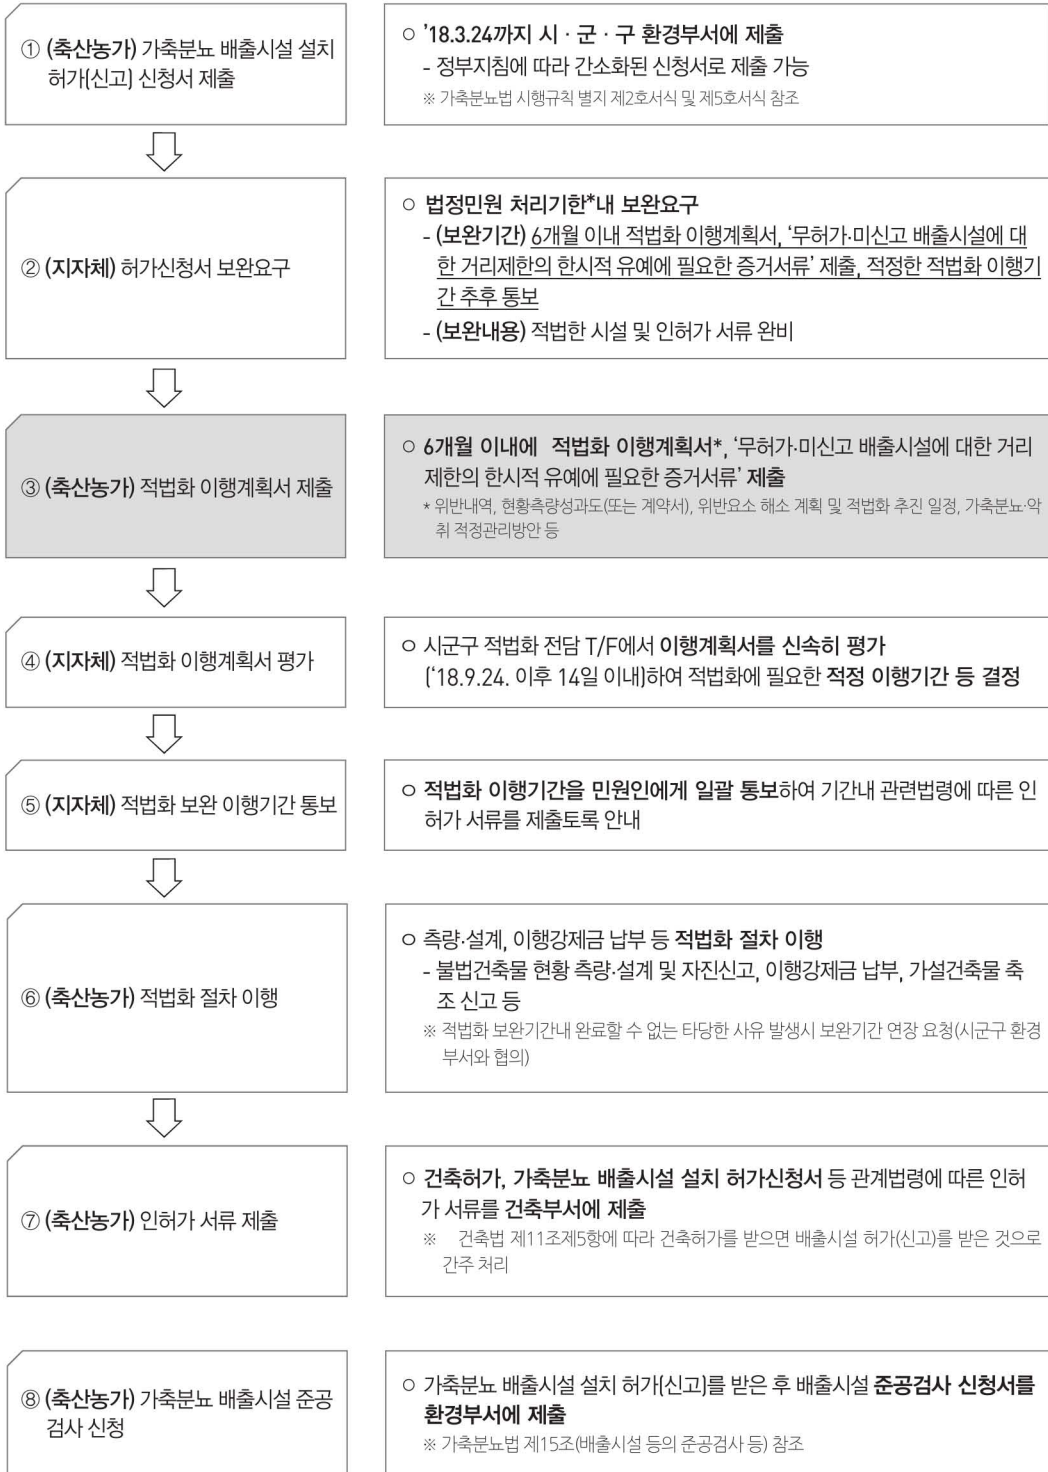 ① (축산농가) 가축분뇨 배출시설 설치
허가(신고) 신청서 제출
○ '18.3.24까지 시 · 군 · 구 환경부서에 제출
- 정부지침에 따라 간소화된 신청서로 제출 가능
※ 가축분뇨법 시행규칙 별지 제2호서식 및 제5호서식 참조
② (지자체) 허가신청서 보완요구
○ 법정민원 처리기한*내 보완요구
- (보완기간) 6개월 이내 적법화 이행계획서, ‘무허가·미신고 배출시설에 대
한 거리제한의 한시적 유예에 필요한 증거서류’ 제출, 적정한 적법화 이행기
간 추후 통보
- (보완내용) 적법한 시설 및 인허가 서류 완비
③ (축산농가) 적법화 이행계획서 제출
○ 6개월 이내에 적법화 이행계획서*, ‘무허가·미신고 배출시설에 대한 거리
제한의 한시적 유예에 필요한 증거서류’ 제출
* 위반내역, 현황측량성과도(또는 계약서), 위반요소 해소 계획 및 적법화 추진 일정, 가축분뇨·악
취 적정관리방안 등
④ (지자체) 적법화 이행계획서 평가
○ 시군구 적법화 전담 T/F에서 이행계획서를 신속히 평가
(‘18.9.24. 이후 14일 이내)하여 적법화에 필요한 적정 이행기간 등 결정
⑤ (지자체) 적법화 보완 이행기간 통보
○ 적법화 이행기간을 민원인에게 일괄 통보하여 기간내 관련법령에 따른 인
허가 서류를 제출토록 안내
⑥ (축산농가) 적법화 절차 이행
○ 측량·설계, 이행강제금 납부 등 적법화 절차 이행
- 불법건축물 현황 측량·설계 및 자진신고, 이행강제금 납부, 가설건축물 축
조 신고 등
※ 적법화 보완기간내 완료할 수 없는 타당한 사유 발생시 보완기간 연장 요청(시군구 환경
부서와 협의)
⑦ (축산농가) 인허가 서류 제출
○ 건축허가, 가축분뇨 배출시설 설치 허가신청서 등 관계법령에 따른 인허
가 서류를 건축부서에 제출
※ 건축법 제11조제5항에 따라 건축허가를 받으면 배출시설 허가(신고)를 받은 것으로
간주 처리
⑧ (축산농가) 가축분뇨 배출시설 준공
검사 신청
○ 가축분뇨 배출시설 설치 허가(신고)를 받은 후 배출시설 준공검사 신청서를
환경부서에 제출
※ 가축분뇨법 제15조(배출시설 등의 준공검사 등) 참조